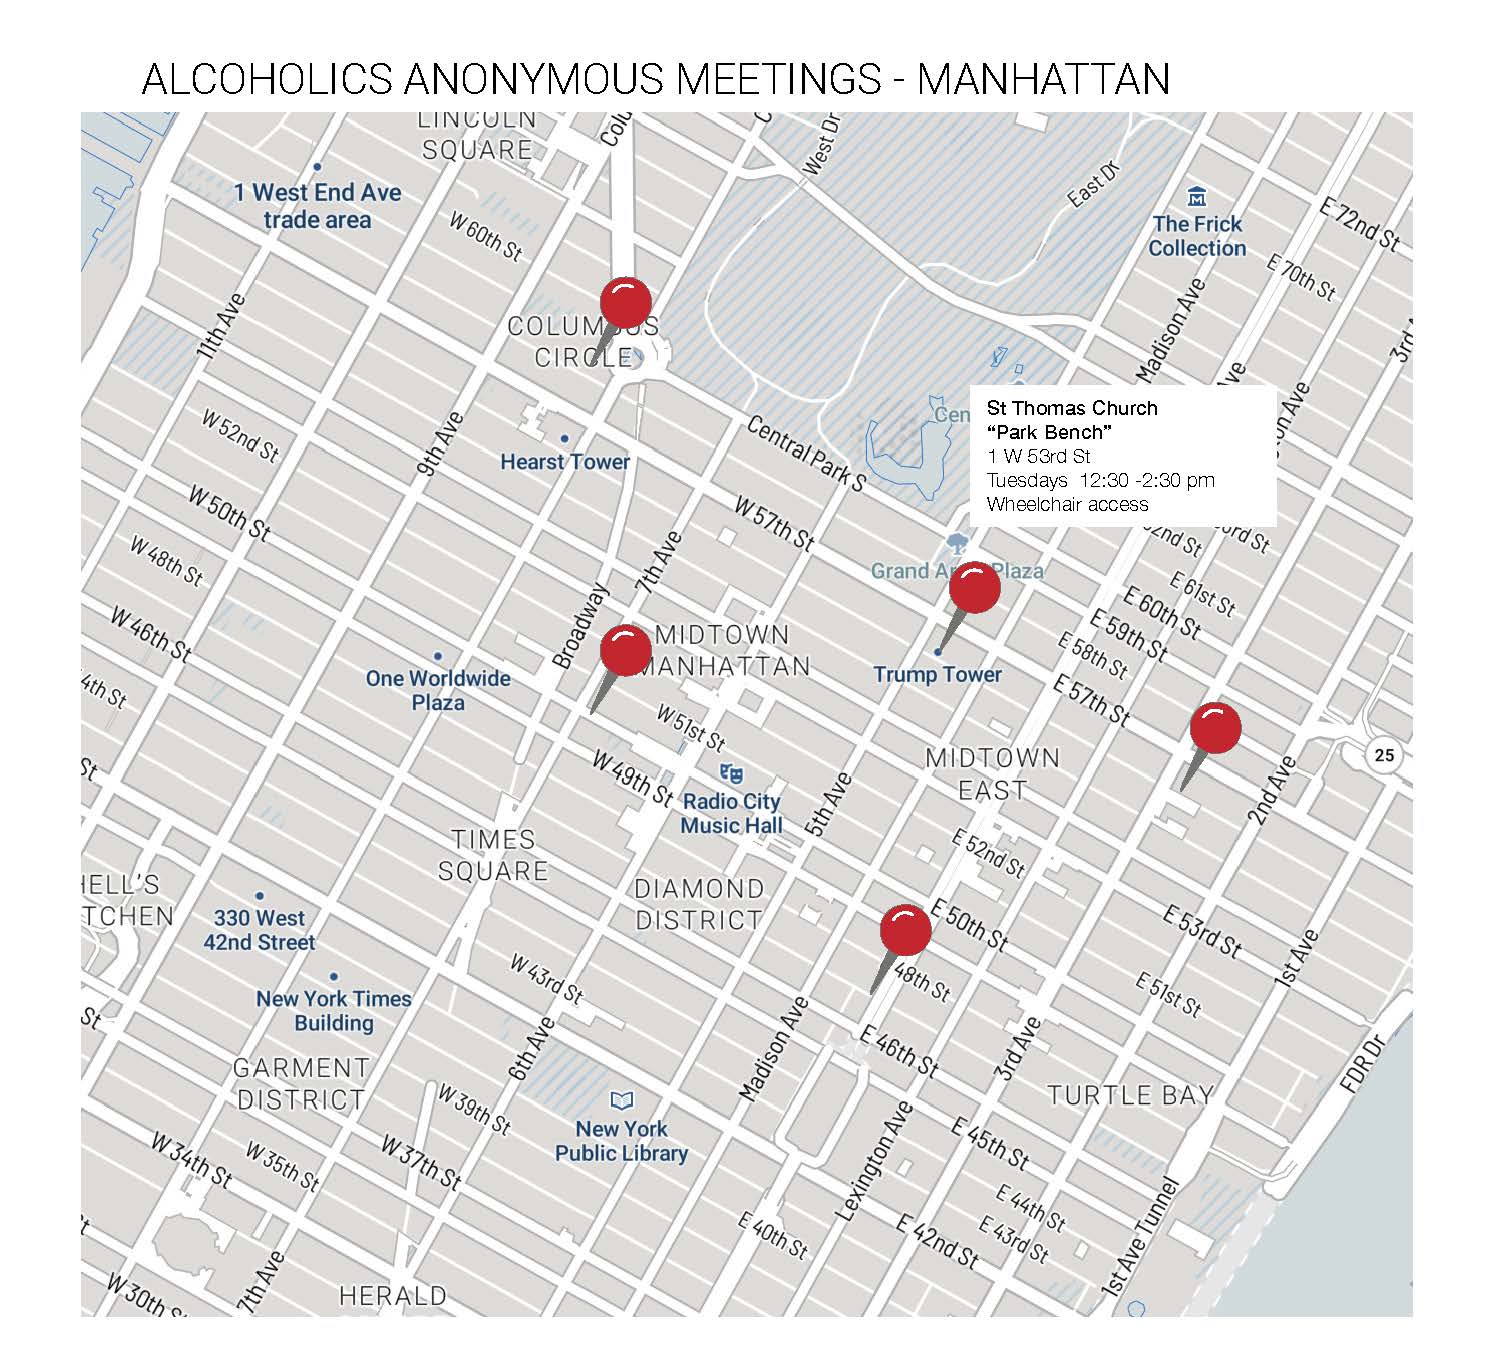 ALCOHOLICS ANONYMOUS MEETINGS - MANHATTAN
LINCOLN
SQUARE
West Dr
East Dr
1 West End Ave
trade area
W 60th St
The Frick
Collection
E 72nd St
E 70th St
11th Ave
COLUMBUS
CIRCLE
Madison Ave
3rd
Ave
W 52nd St
9th Ave
Hearst Tower
Central Park S
Cen
St Thomas Church
“Park Bench”
1 W 53rd St
Tuesdays 12:30 -2:30 pm
Wheelchair access
W 50th St
W 57th St
W 48th St
7th Ave
Broadway
Grand Plaza
E 61st St
E 60th St
E 59th St
E 58th St
E 57th St
W 46th St
MIDTOWN
MANHATTAN
One Worldwide
Plaza
Trump Tower
4th St
W 51st St
W 49th St
MIDTOWN
EAST
25
Radio City
Music Hall
5th Ave
2nd Ave
St
TIMES
SQUARE
E 52nd St
DIAMOND
DISTRICT
HELL'S
TCHEN
330 West
42nd Street
E 50th St
E 53rd St
48th St
1st Ave
E 51st St
New York Times
Building
W 43rd St
St
6th Ave
Madison Ave
E 46th St
3rd Ave
FDR Dr
GARMENT
DISTRICT
W 39th St
New York
Public Library
TURTLE BAY
Lexington Ave
E 45th St
W 34th St
W 35th St
W 37th St
E 44th St
E 43rd St
E 42nd St
E 40th St
1st Ave Tunnel
7th Ave
W 30th St
HERALD